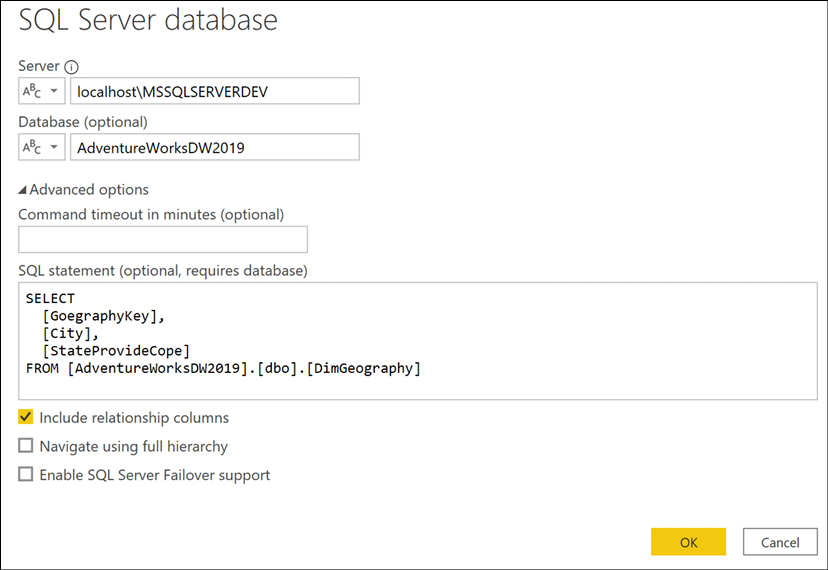 SQL Server database
Server
ABC localhost\MSSQLSERVERDEV
Database (optional)
ABC AdventureWorksDW2019
Advanced options
Command timeout in minutes (optional)
SQL statement (optional, requires database)
SELECT
[GoegraphyKey],
[City],
[StateProvideCope]
FROM [AdventureWorksDW2019].[dbo].[DimGeography]
Include relationship columns
Navigate using full hierarchy
Enable SQL Server Failover support
OK Cancel